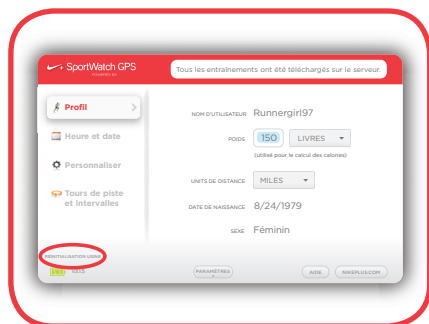 SportWatch GPS
POWERED BY
Tous les entraînements ont été téléchargés sur le serveur.
Profil
Heure et date
Personnaliser
Tours de piste
et Intervalles
NOM D'UTILISATEUR Runnergirl97
POIDS 150 LIVRES
(utilisé pour le calcul des calories)
UNITS DE DISTANCE MILES
DATE DE NAISSANCE 8/24/1979
SEXE Féminin
RÉINITIALISATION USINE
100%
PARAMÈTRES
AIDE
NIKEPLUS.COM